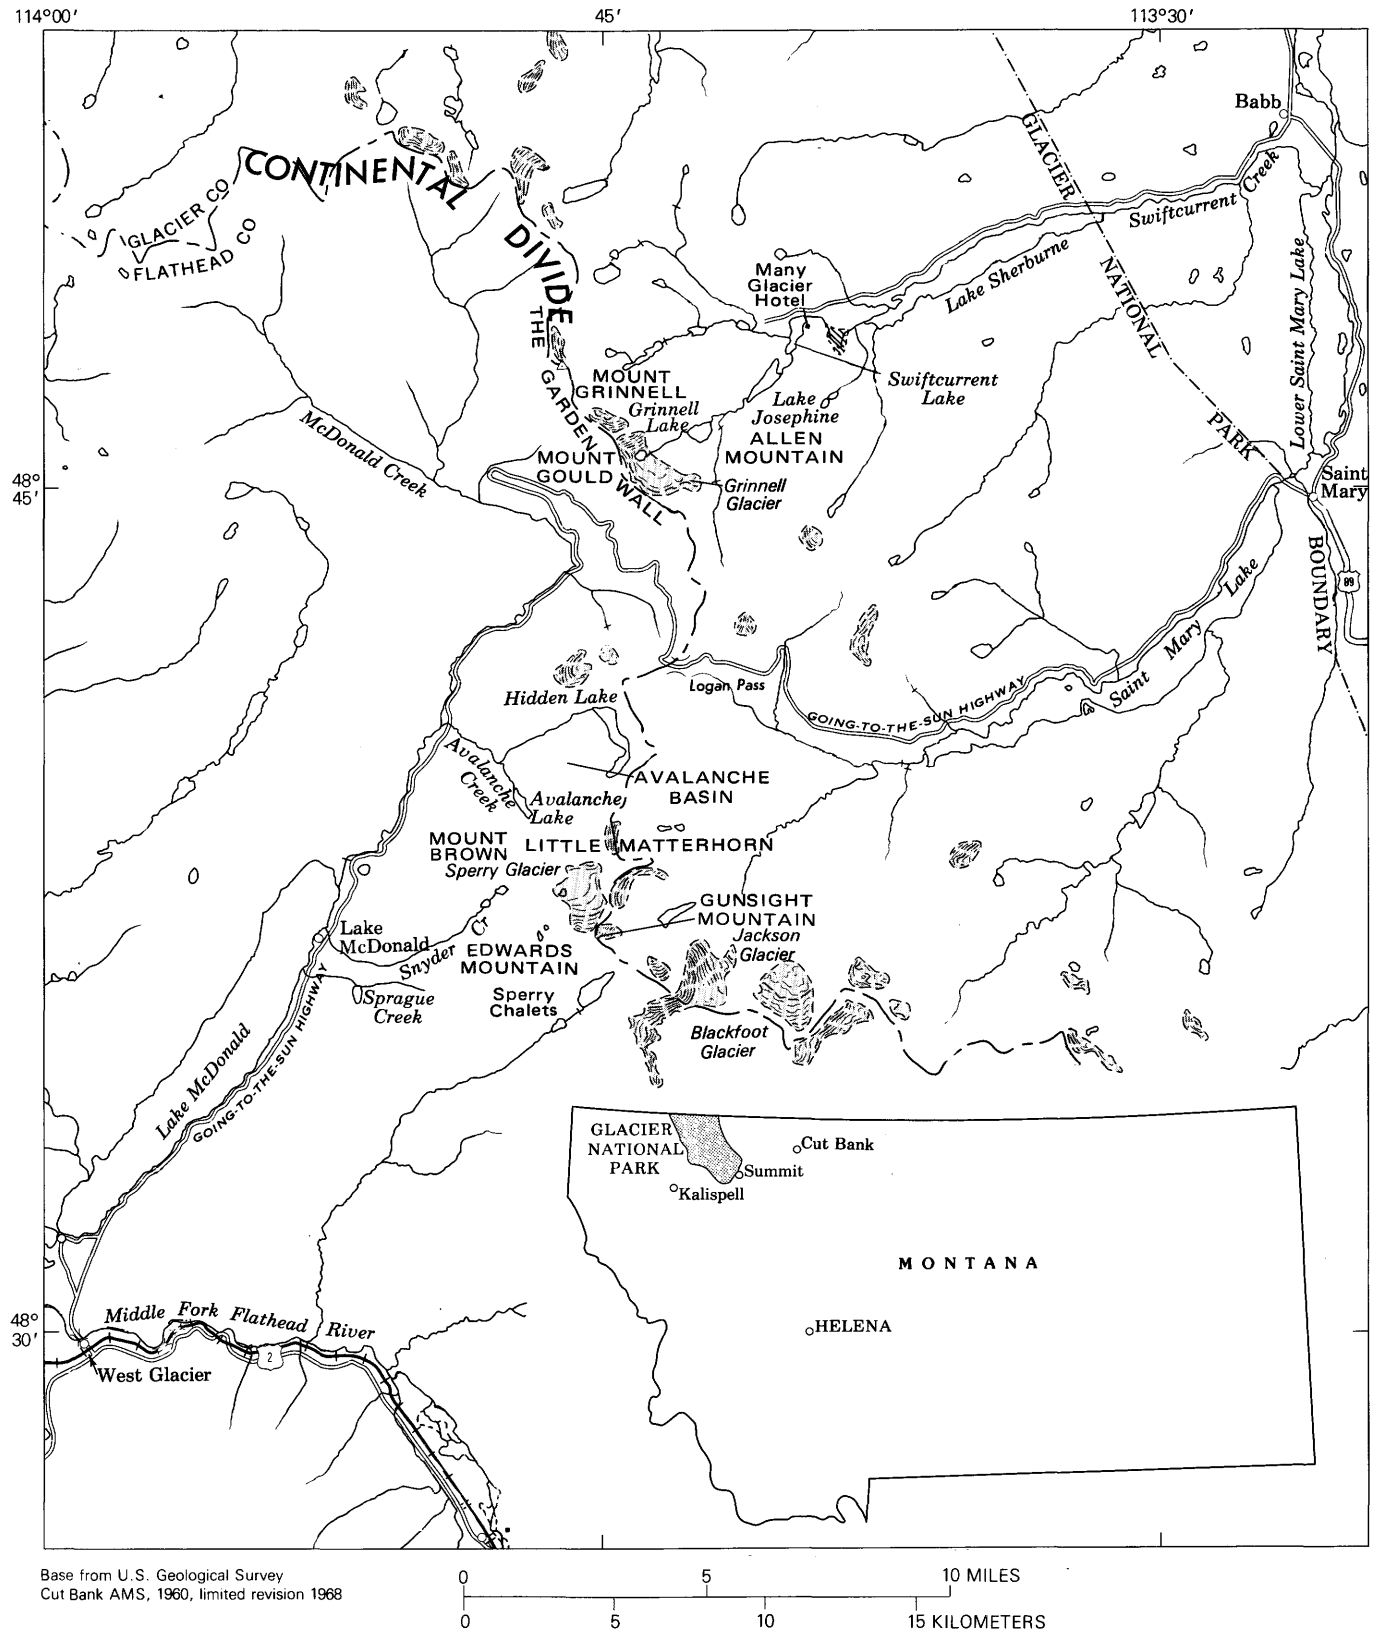 114°00'
45'
113°30'
Babb
GLACIER
CONTINENTAL
Creek
GLACIER CO
Swiftcurrent
FLATHEAD CO
DIVIDE
Many
Glacier
Hotel
Lake Sherburne
NATIONAL
Lower Saint Mary Lake
THE
GARDEN
WALL
MOUNT
GRINNELL
Grinnell
Lake
Swiftcurrent
Lake
Lake
Josephine
McDonald Creek
ALLEN
MOUNTAIN
PARK
MOUNT
GOULD
48°
45'
Grinnell
Glacier
Saint
Mary
BOUNDARY
89
Saint Mary Lake
Hidden Lake
Logan Pass
GOING-TO-THE-SUN HIGHWAY
Avalanche
Creek
AVALANCHE
BASIN
Avalanche
Lake
MOUNT
BROWN
LITTLE MATTERHORN
Sperry Glacier
GUNSIGHT
MOUNTAIN
Lake
McDonald
Snyder Cr
Jackson
Glacier
EDWARDS
MOUNTAIN
Sprague
Creek
Sperry
Chalets
Blackfoot
Glacier
Lake McDonald
GOING-TO-THE-SUN HIGHWAY
GLACIER
NATIONAL
PARK
Cut Bank
Summit
Kalispell
MONTANA
HELENA
48°
30'
Middle Fork Flathead River
2
West Glacier
Base from U.S. Geological Survey
Cut Bank AMS, 1960, limited revision 1968
0 5 10 MILES
0 5 10 15 KILOMETERS